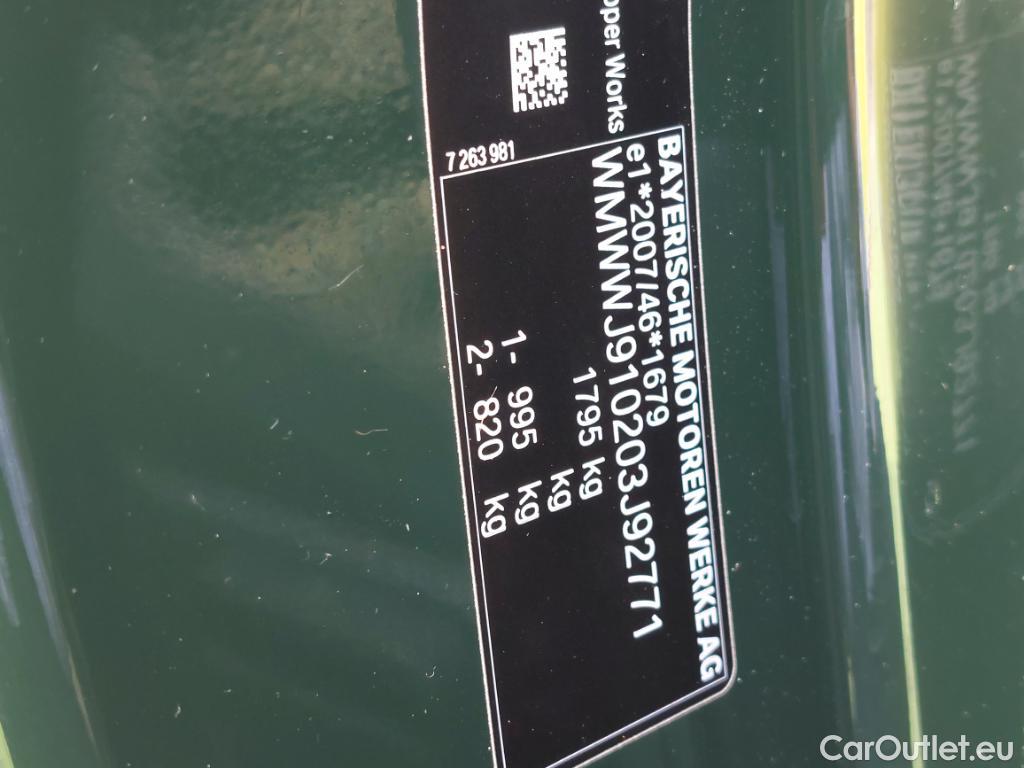 BAYERISCHE MOTOREN WERKE AG
e1*2007/46*1679
WMWWJ910203J92771
1795 kg
kg
1- 995 kg
2- 820 kg
Works
7 263 981
CarOutlet.eu